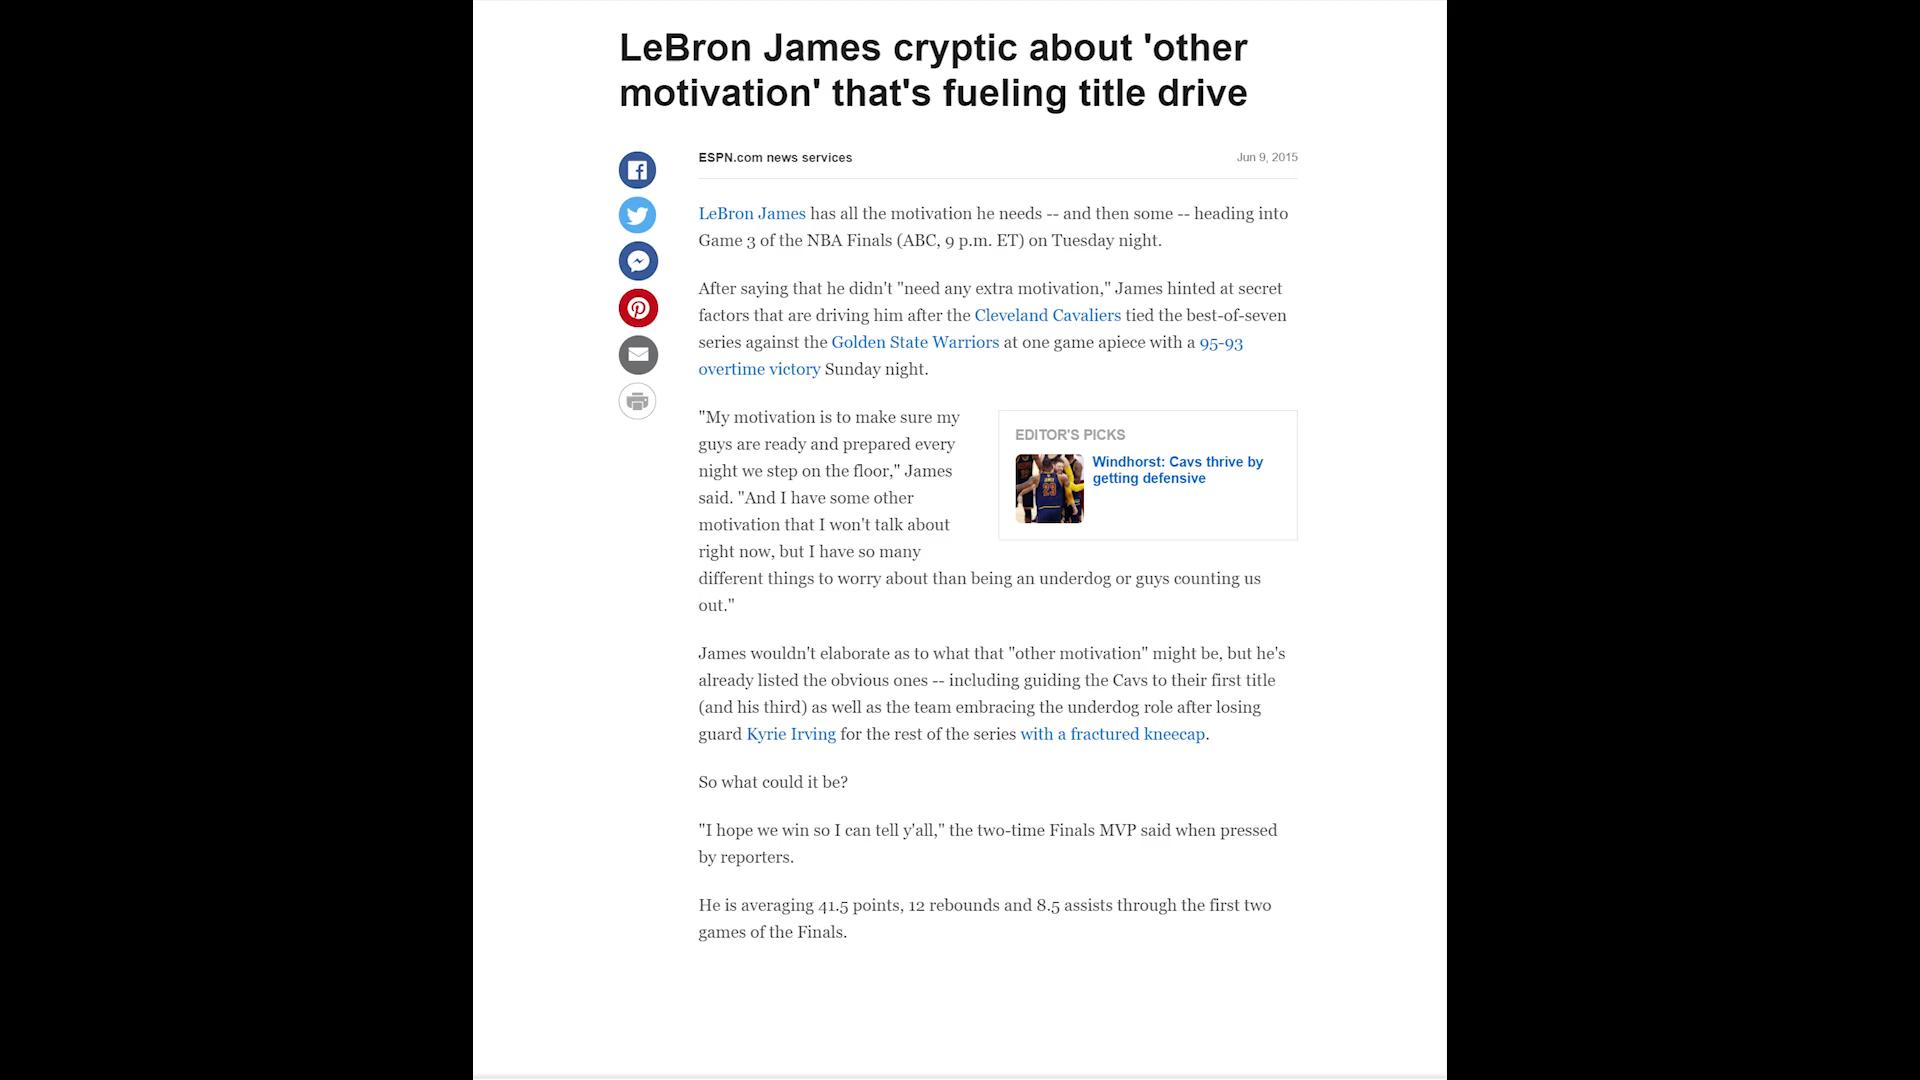 LeBron James cryptic about 'other
motivation' that's fueling title drive
ESPN.com news services
Jun 9, 2015
LeBron James has all the motivation he needs -- and then some -- heading into
Game 3 of the NBA Finals (ABC, 9 p.m. ET) on Tuesday night.
After saying that he didn't "need any extra motivation," James hinted at secret
factors that are driving him after the Cleveland Cavaliers tied the best-of-seven
series against the Golden State Warriors at one game apiece with a 95-93
overtime victory Sunday night.
"My motivation is to make sure my
guys are ready and prepared every
night we step on the floor," James
said. "And I have some other
motivation that I won't talk about
right now, but I have so many
different things to worry about than being an underdog or guys counting us
out."
EDITOR'S PICKS
Windhorst: Cavs thrive by
getting defensive
23
James wouldn't elaborate as to what that "other motivation" might be, but he's
already listed the obvious ones -- including guiding the Cavs to their first title
(and his third) as well as the team embracing the underdog role after losing
guard Kyrie Irving for the rest of the series with a fractured kneecap.
So what could it be?
"I hope we win so I can tell y'all," the two-time Finals MVP said when pressed
by reporters.
He is averaging 41.5 points, 12 rebounds and 8.5 assists through the first two
games of the Finals.